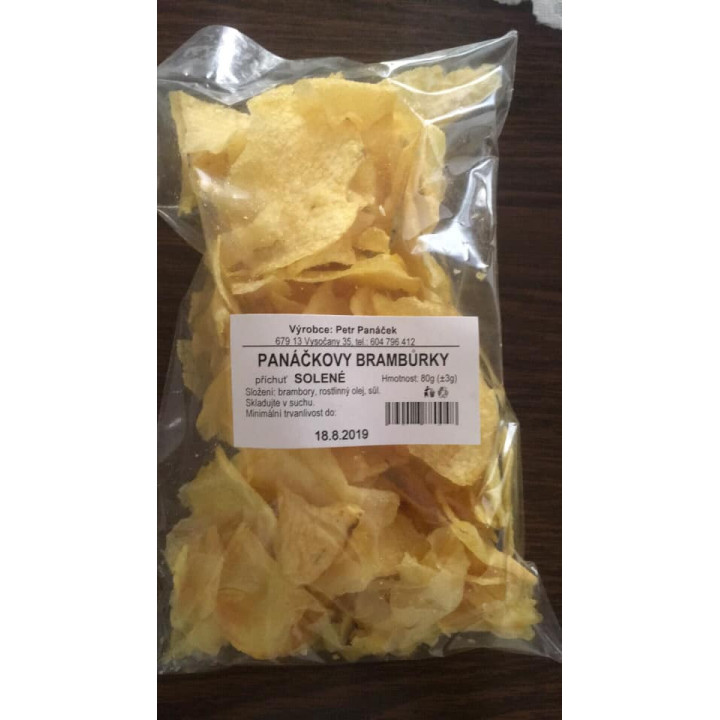 Výrobce: Petr Panáček
679 13 Vysočany 35, tel.: 604 796 412
PANÁČKOVY BRAMBŮRKY
příchuť SOLENÉ Hmotnost: 80g (±3g)
Složení: brambory, rostlinný olej, sůl.
Skladujte v suchu.
Minimální trvanlivost do:
18.8.2019